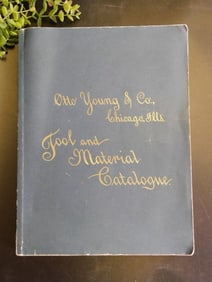 Otto Young & Co.,
Chicago, Ills.
Tool and
Material
Catalogue.